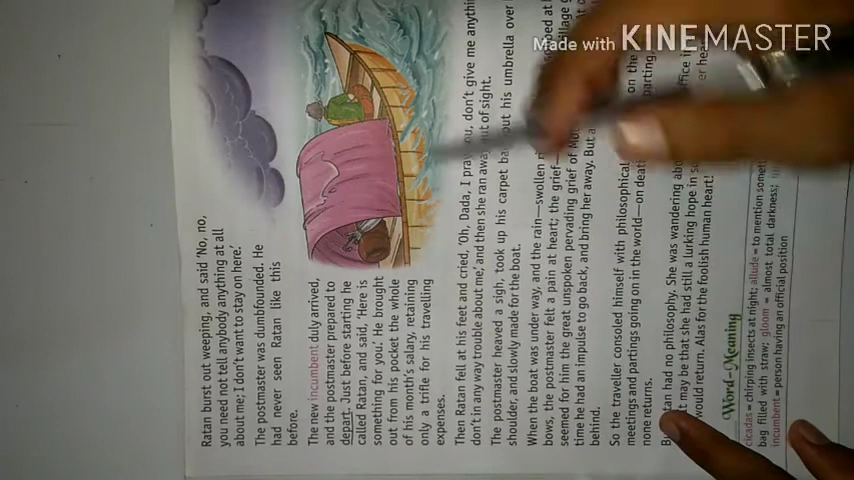 Made with KINEMASTER
Ratan burst out weeping, and said 'No, no,
you need not tell anybody anything at all
about me; I don't want to stay on here.'
The postmaster was dumbfounded. He
had never seen Ratan like this
before.
The new incumbent duly arrived,
and the postmaster prepared to
depart. Just before starting he
called Ratan, and said, 'Here is
something for you.' He brought
out from his pocket the whole
of his month's salary, retaining
only a trifle for his travelling
expenses.
Then Ratan fell at his feet and cried, 'Oh, Dada, I pray you, don't give me
don't in any way trouble about me', and then she ran away out of sight.
The postmaster heaved a sigh, took up his carpet his umbrella over
shoulder, and slowly made for the boat.
When the boat was under way, and the rain—swollen
bows, the postmaster felt a pain at heart; the grief—
seemed for him the great unspoken pervading grief of
time he had an impulse to go back, and bring her away. But
behind.
So the traveller consoled himself with philosophical on the
meetings and partings going on in the world—on
none returns.
had no philosophy. She was wandering
it may be that she had still a lurking hope in
would return. Alas for the foolish human heart!
Word-Meaning
cicadas = chirping insects at night; allude = to mention
bag filled with straw; gloom = almost total darkness;
incumbent = person having an official position